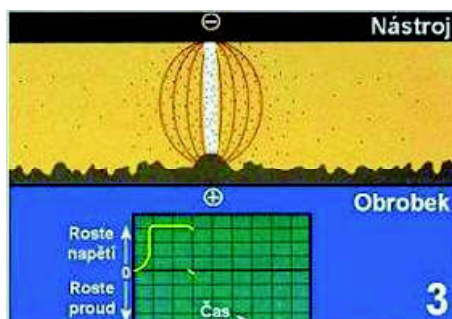 ⊖
Nástroj
⊕
Obrobek
Roste
napětí
0
Roste
proud
Čas
3